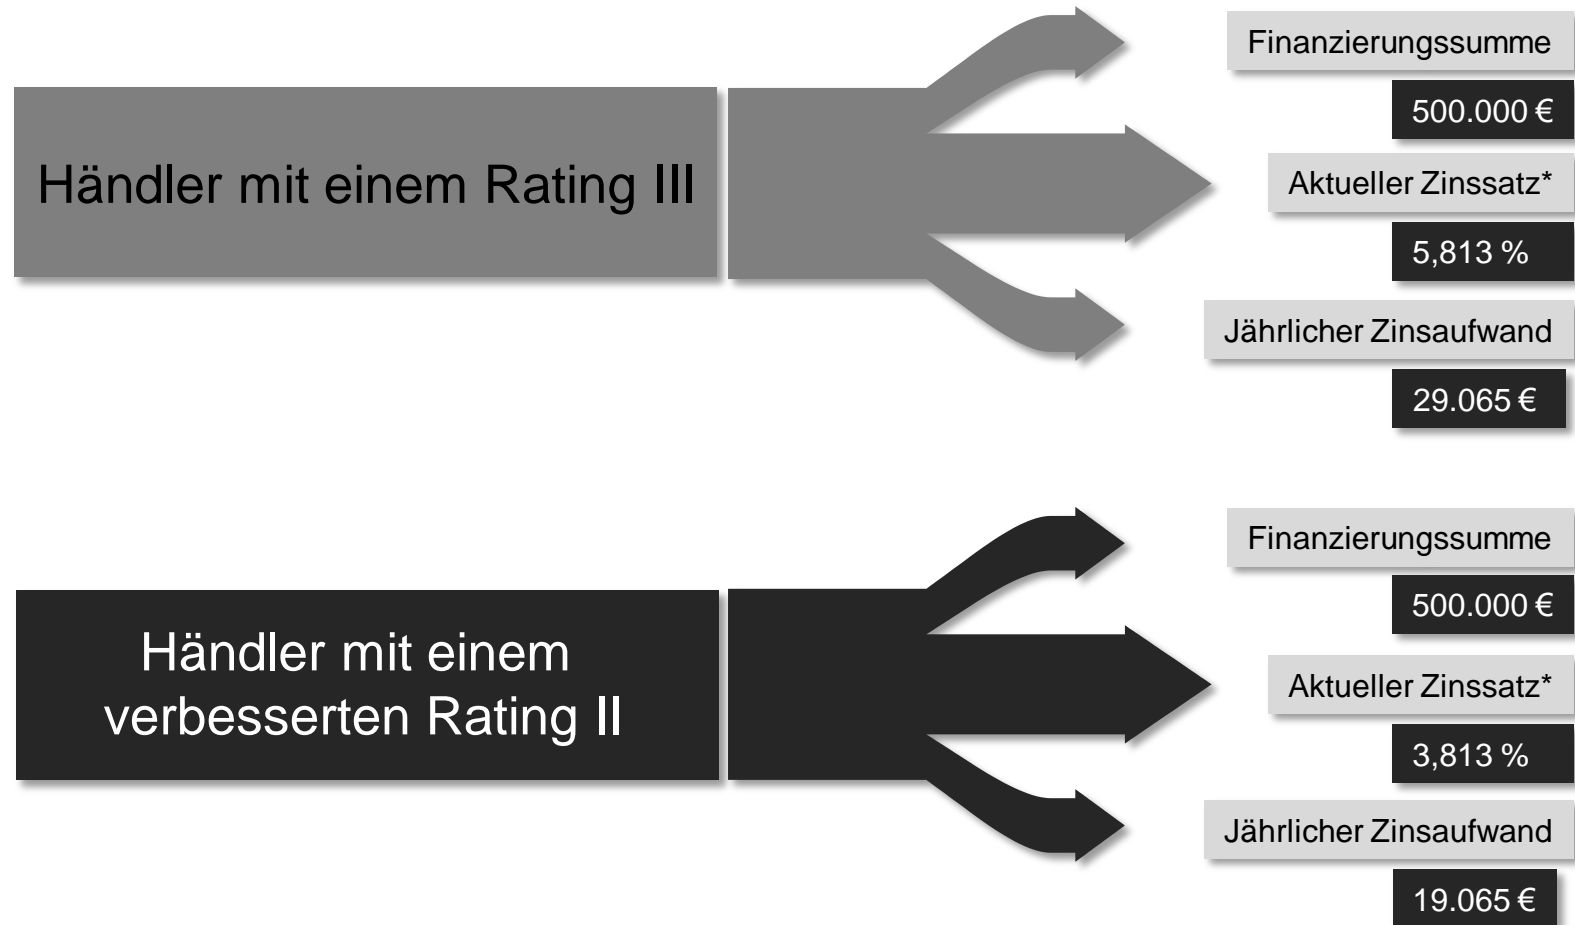 Händler mit einem Rating III
Finanzierungssumme
500.000 €
Aktueller Zinssatz*
5,813 %
Jährlicher Zinsaufwand
29.065 €
Händler mit einem
verbesserten Rating II
Finanzierungssumme
500.000 €
Aktueller Zinssatz*
3,813 %
Jährlicher Zinsaufwand
19.065 €